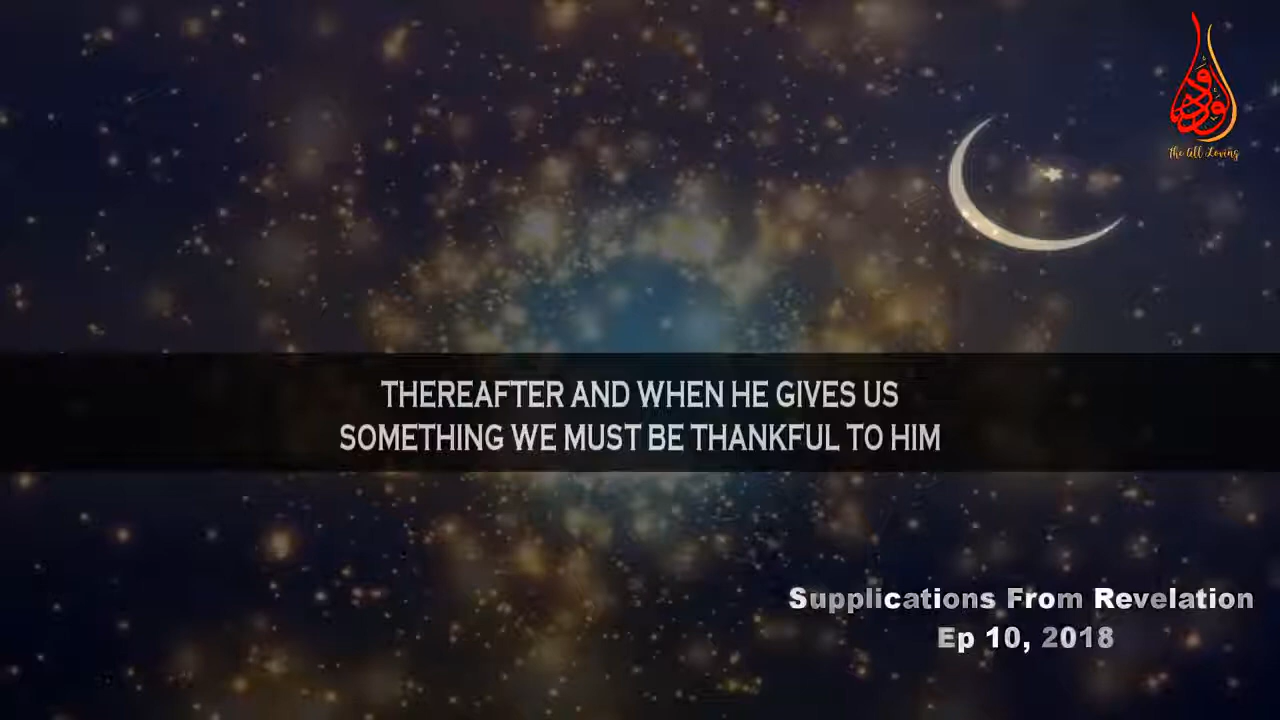 ودود
The All Loving
THEREAFTER AND WHEN HE GIVES US
SOMETHING WE MUST BE THANKFUL TO HIM
Supplications From Revelation
Ep 10, 2018